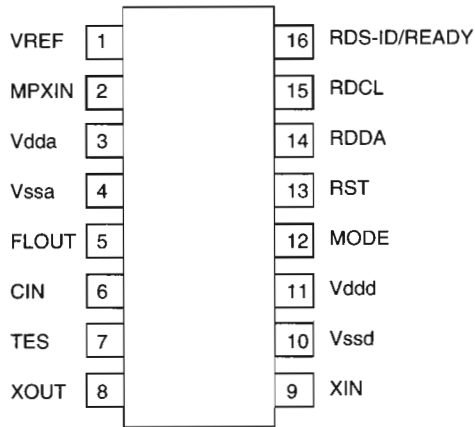 VREF 1 16 RDS-ID/READY
MPXIN 2 15 RDCL
Vdda 3 14 RDDA
Vssa 4 13 RST
FLOUT 5 12 MODE
CIN 6 11 Vddd
TES 7 10 Vssd
XOUT 8 9 XIN